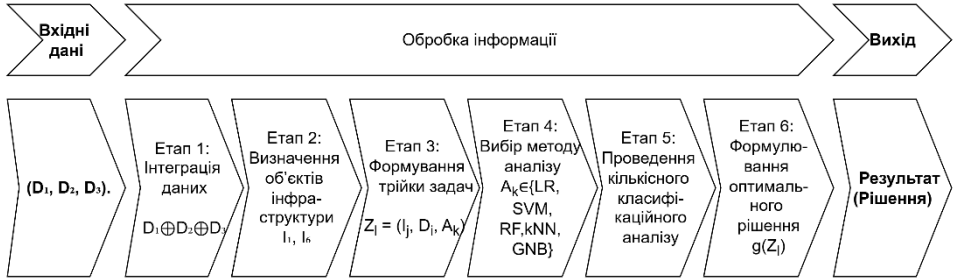 Вхідні
дані
Обробка інформації
Вихід
(D₁, D₂, D₃).
Етап 1:
Інтеграція
даних
D₁⊕D₂⊕D₃
Етап 2:
Визначення
об'єктів
інфра-
структури
I₁, I₆
Етап 3:
Формування
трійки задач
Zₗ = (Iⱼ, Dᵢ, Aₖ)
Етап 4:
Вибір методу
аналізу
Aₖ∈{LR,
SVM,
RF,kNN,
GNB}
Етап 5:
Проведення
кількісного
класифі-
каційного
аналізу
Етап 6:
Формулю-
вання
оптималь-
ного
рішення
g(Zₗ)
Результат
(Рішення)